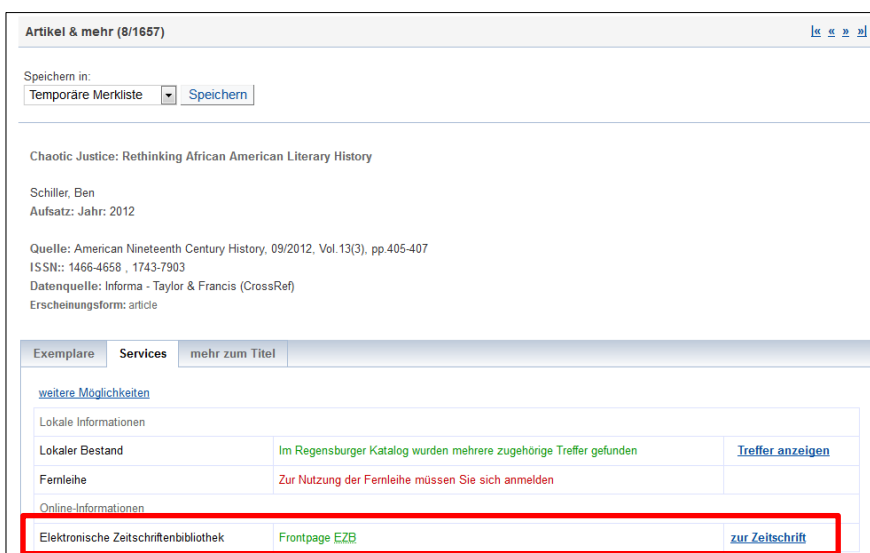 Artikel & mehr (8/1657) |« « » »|
Speichern in:
Temporäre Merkliste Speichern
Chaotic Justice: Rethinking African American Literary History
Schiller, Ben
Aufsatz: Jahr: 2012
Quelle: American Nineteenth Century History, 09/2012, Vol.13(3), pp.405-407
ISSN:: 1466-4658 , 1743-7903
Datenquelle: Informa - Taylor & Francis (CrossRef)
Erscheinungsform: article
Exemplare Services mehr zum Titel
weitere Möglichkeiten
Lokale Informationen
Lokaler Bestand Im Regensburger Katalog wurden mehrere zugehörige Treffer gefunden Treffer anzeigen
Fernleihe Zur Nutzung der Fernleihe müssen Sie sich anmelden
Online-Informationen
Elektronische Zeitschriftenbibliothek Frontpage EZB zur Zeitschrift